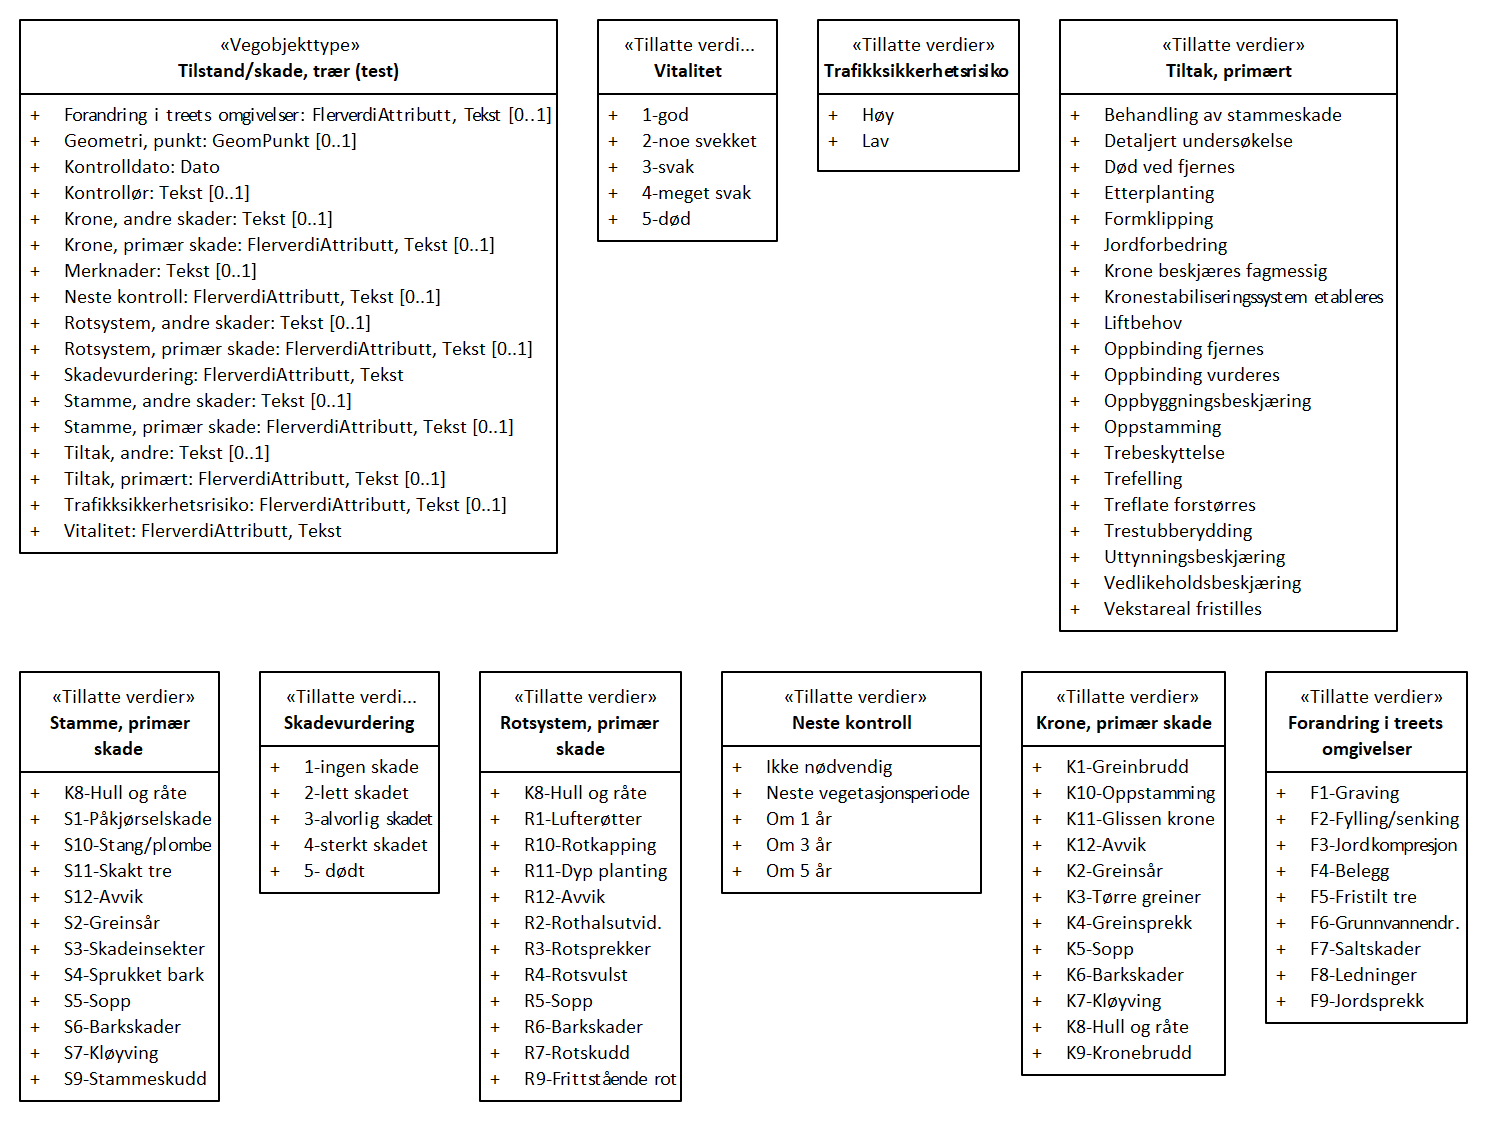 «Vegobjekttype»
Tilstand/skade, trær (test)
+ Forandring i treets omgivelser: FlerverdiAttributt, Tekst [0..1]
+ Geometri, punkt: GeomPunkt [0..1]
+ Kontrolldato: Dato
+ Kontrollør: Tekst [0..1]
+ Krone, andre skader: Tekst [0..1]
+ Krone, primær skade: FlerverdiAttributt, Tekst [0..1]
+ Merknader: Tekst [0..1]
+ Neste kontroll: FlerverdiAttributt, Tekst [0..1]
+ Rotsystem, andre skader: Tekst [0..1]
+ Rotsystem, primær skade: FlerverdiAttributt, Tekst [0..1]
+ Skadevurdering: FlerverdiAttributt, Tekst
+ Stamme, andre skader: Tekst [0..1]
+ Stamme, primær skade: FlerverdiAttributt, Tekst [0..1]
+ Tiltak, andre: Tekst [0..1]
+ Tiltak, primært: FlerverdiAttributt, Tekst [0..1]
+ Trafikksikkerhetsrisiko: FlerverdiAttributt, Tekst [0..1]
+ Vitalitet: FlerverdiAttributt, Tekst
«Tillatte verdi...
Vitalitet
+ 1-god
+ 2-noe svekket
+ 3-svak
+ 4-meget svak
+ 5-død
«Tillatte verdier»
Trafikksikkerhetsrisiko
+ Høy
+ Lav
«Tillatte verdier»
Tiltak, primært
+ Behandling av stammeskade
+ Detaljert undersøkelse
+ Død ved fjernes
+ Etterplanting
+ Formklipping
+ Jordforbedring
+ Krone beskjæres fagmessig
+ Kronestabiliseringssystem etableres
+ Liftbehov
+ Oppbinding fjernes
+ Oppbinding vurderes
+ Oppbyggningsbeskjæring
+ Oppstamming
+ Trebeskyttelse
+ Trefelling
+ Treflate forstørres
+ Trestubberydding
+ Uttynningsbeskjæring
+ Vedlikeholdsbeskjæring
+ Vekstareal fristilles
«Tillatte verdier»
Stamme, primær
skade
+ K8-Hull og råte
+ S1-Påkjørselskade
+ S10-Stang/plombe
+ S11-Skakt tre
+ S12-Avvik
+ S2-Greinsår
+ S3-Skadeinsekter
+ S4-Sprukket bark
+ S5-Sopp
+ S6-Barkskader
+ S7-Kløyving
+ S9-Stammeskudd
«Tillatte verdi...
Skadevurdering
+ 1-ingen skade
+ 2-lett skadet
+ 3-alvorlig skadet
+ 4-sterkt skadet
+ 5- dødt
«Tillatte verdier»
Rotsystem, primær
skade
+ K8-Hull og råte
+ R1-Lufterøtter
+ R10-Rotkapping
+ R11-Dyp planting
+ R12-Avvik
+ R2-Rothalsutvid.
+ R3-Rotsprekker
+ R4-Rotsvulst
+ R5-Sopp
+ R6-Barkskader
+ R7-Rotskudd
+ R9-Frittstående rot
«Tillatte verdier»
Neste kontroll
+ Ikke nødvendig
+ Neste vegetasjonsperiode
+ Om 1 år
+ Om 3 år
+ Om 5 år
«Tillatte verdier»
Krone, primær skade
+ K1-Greinbrudd
+ K10-Oppstamming
+ K11-Glissen krone
+ K12-Avvik
+ K2-Greinsår
+ K3-Tørre greiner
+ K4-Greinsprekk
+ K5-Sopp
+ K6-Barkskader
+ K7-Kløyving
+ K8-Hull og råte
+ K9-Kronebrudd
«Tillatte verdier»
Forandring i treets
omgivelser
+ F1-Graving
+ F2-Fylling/senking
+ F3-Jordkompresjon
+ F4-Belegg
+ F5-Fristilt tre
+ F6-Grunnvannendr.
+ F7-Saltskader
+ F8-Ledninger
+ F9-Jordsprekk